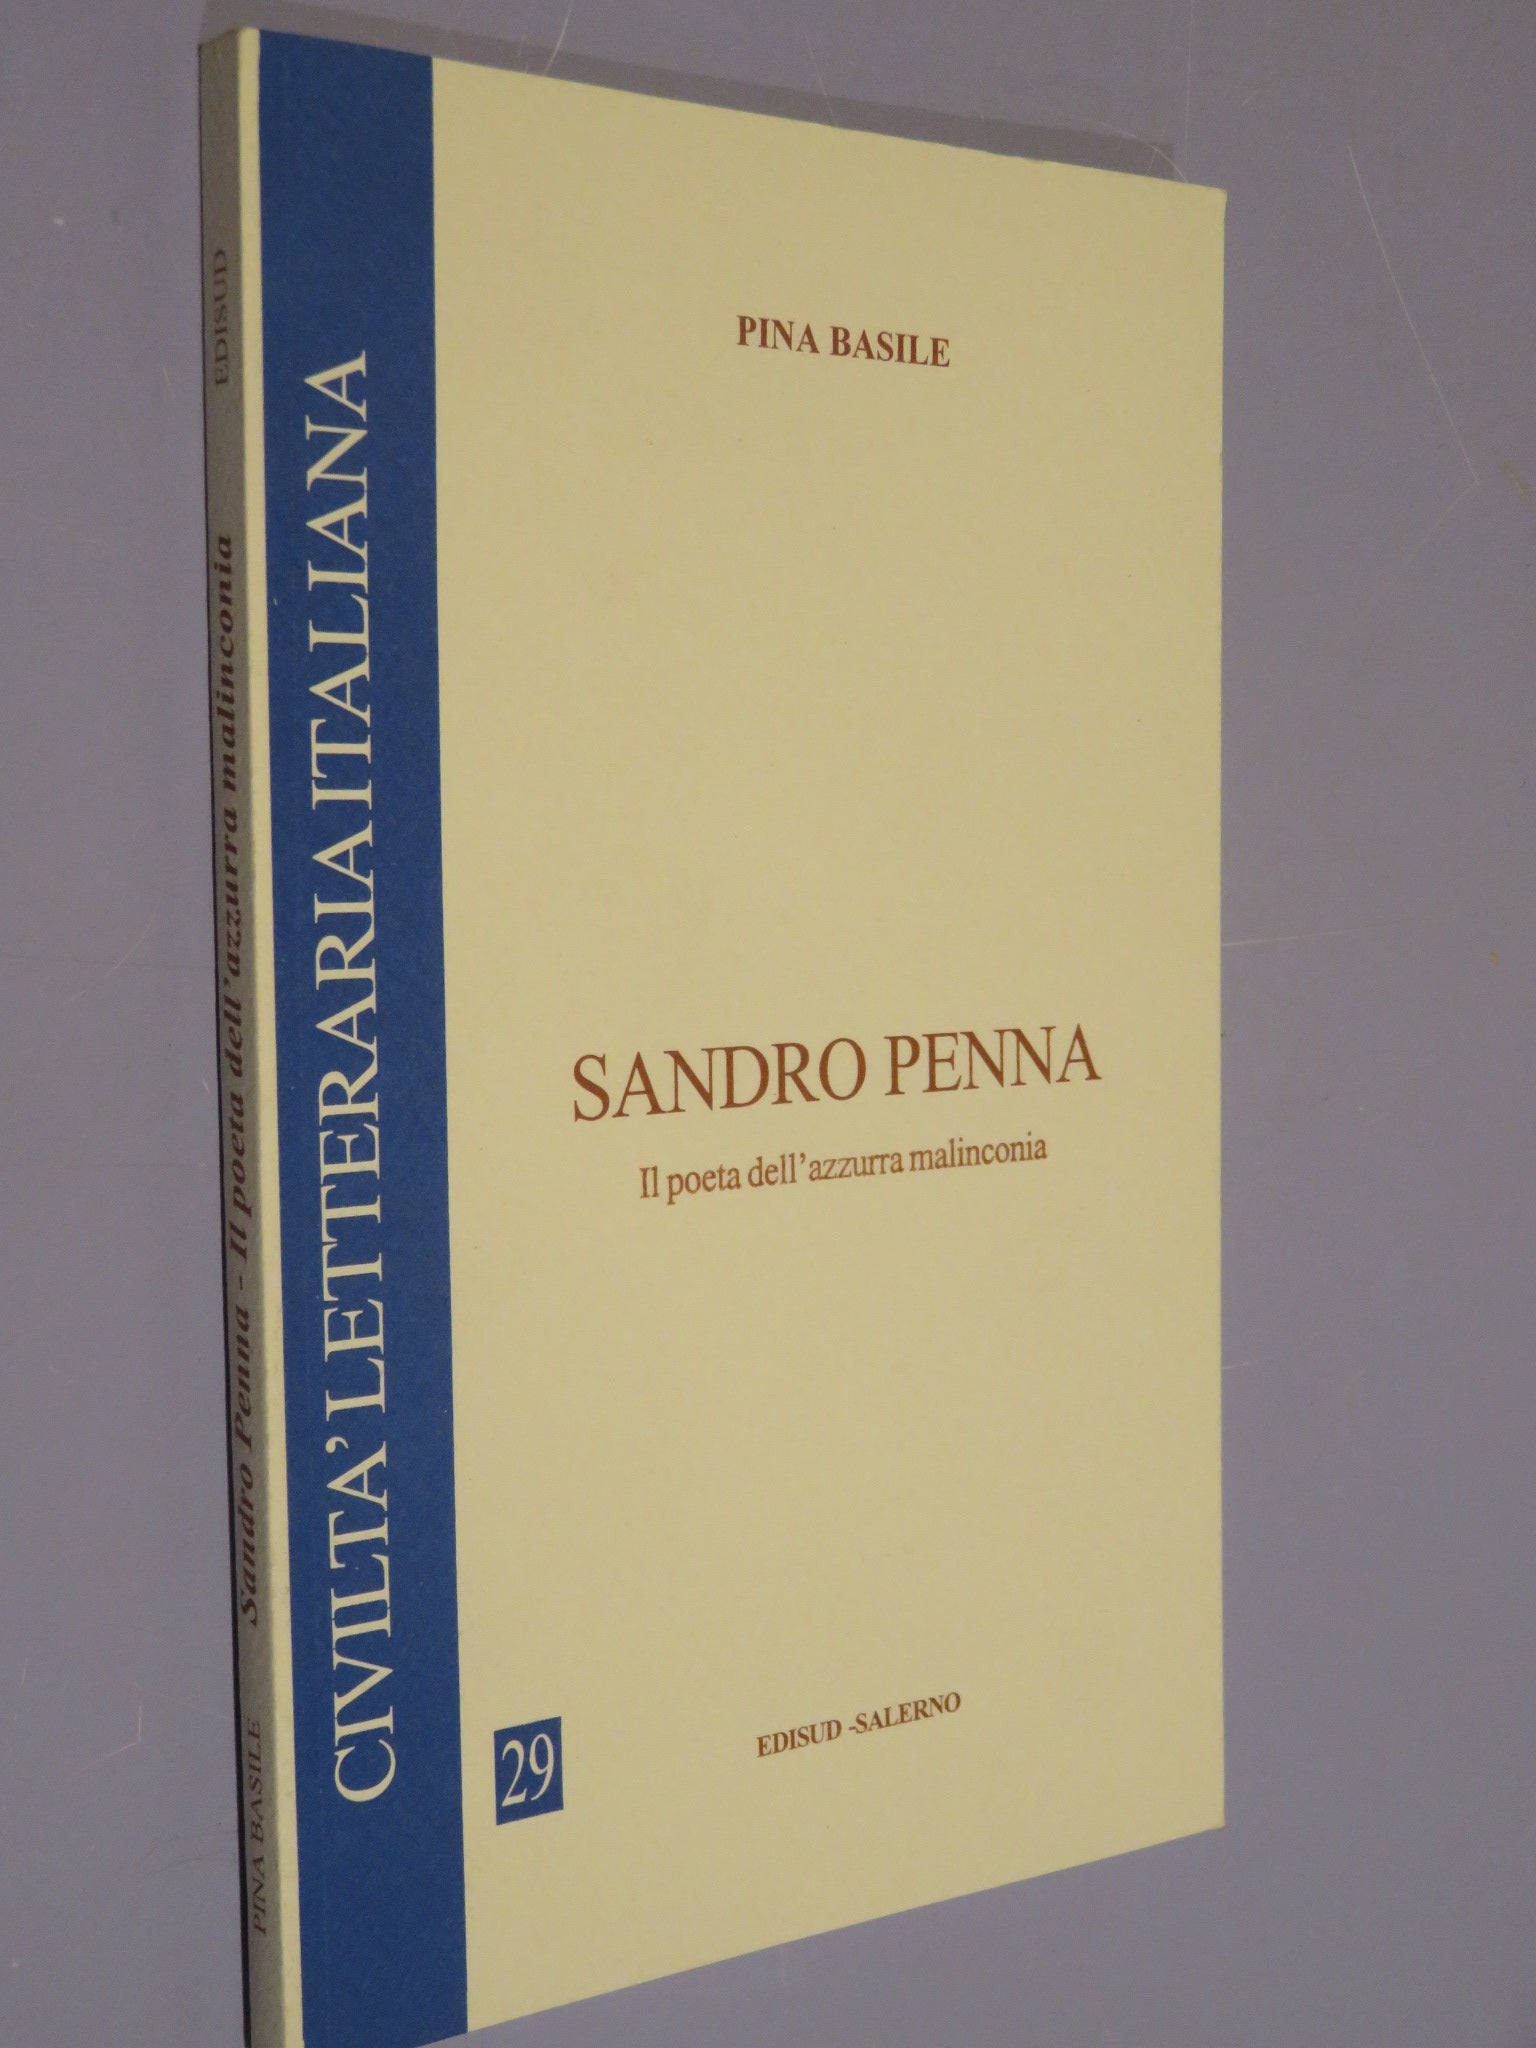 PINA BASILE
SANDRO PENNA
Il poeta dell'azzurra malinconia
EDISUD -SALERNO
29
CIVILTA' LETTERARIA ITALIANA
PINA BASILE Sandro Penna - Il poeta dell'azzurra malinconia EDISUD